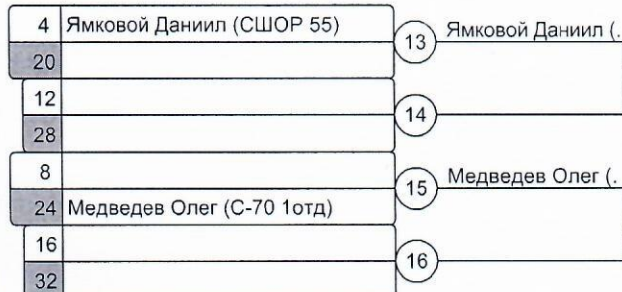 4 Ямковой Даниил (СШОР 55)
13 Ямковой Даниил (.
20
12
14
28
8
15 Медведев Олег (.
24 Медведев Олег (С-70 1отд)
16
16
32